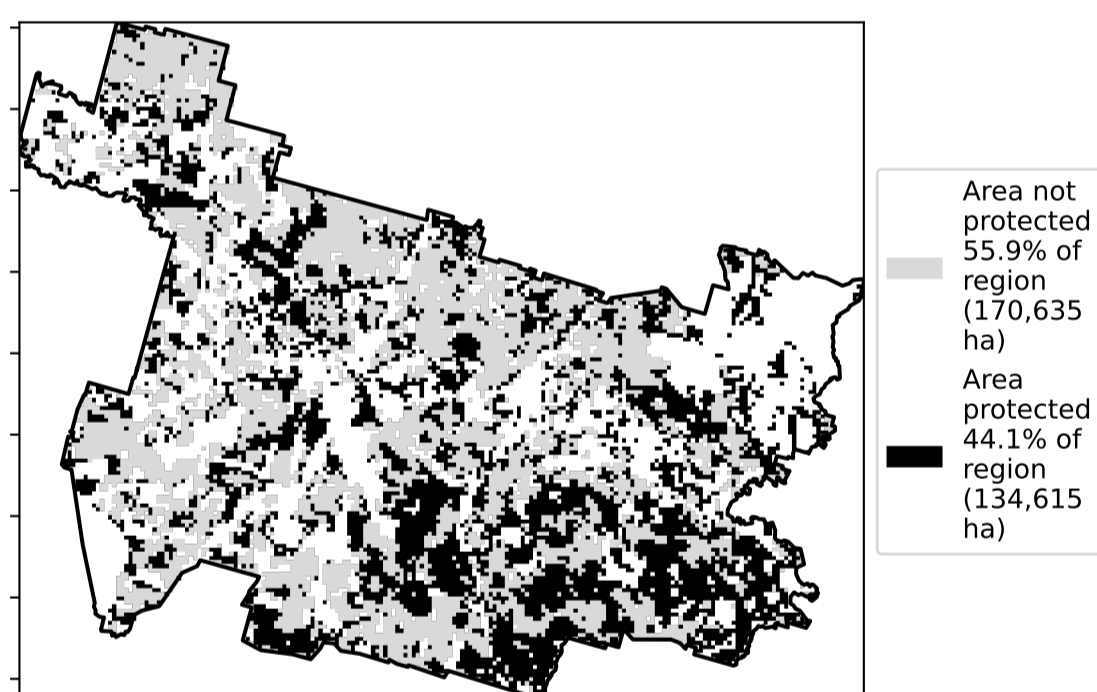 Area not
protected
55.9% of
region
(170,635
ha)
Area
protected
44.1% of
region
(134,615
ha)